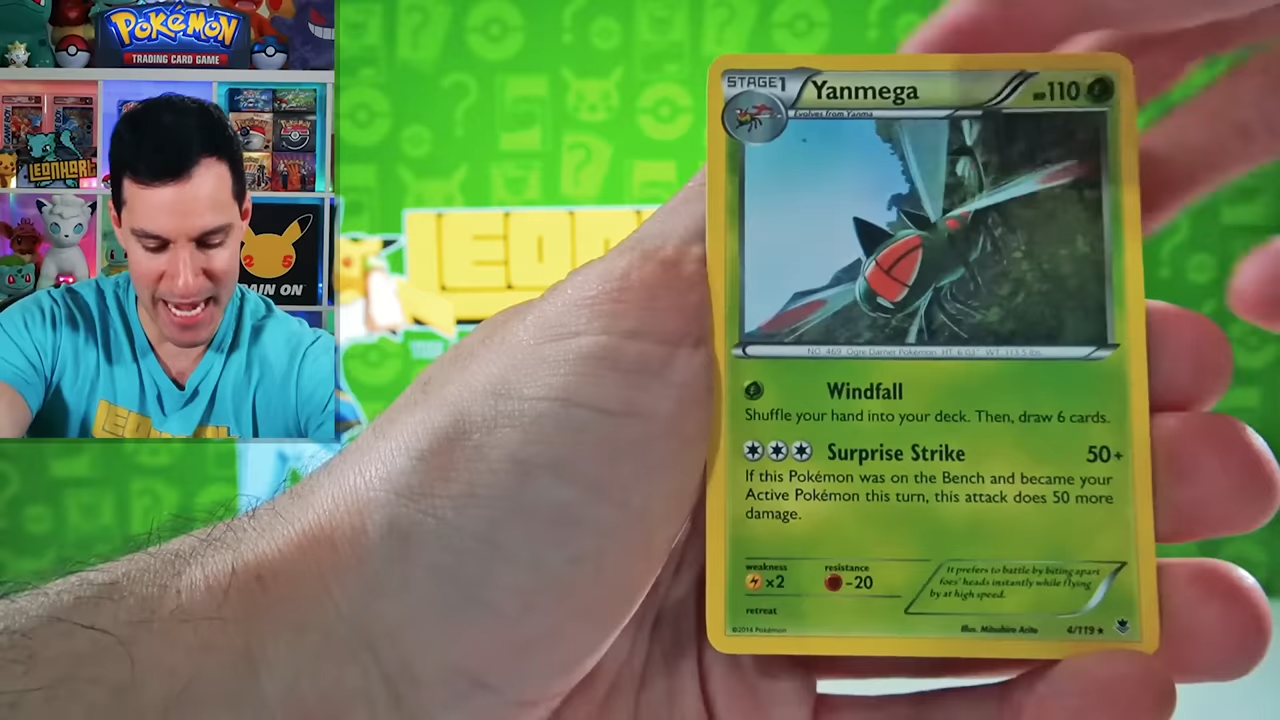 POKÉMON
TRADING CARD GAME
LEONHART
25
LEON
STAGE1
Yanmega
HP110
Evolves from Yanma
NO. 469 Ogre Darner Pokémon HT: 6'03" WT: 113.5 lbs.
Windfall
Shuffle your hand into your deck. Then, draw 6 cards.
Surprise Strike 50+
If this Pokémon was on the Bench and became your
Active Pokémon this turn, this attack does 50 more
damage.
weakness
×2
resistance
-20
It prefers to battle by biting apart
foes' heads instantly while flying
by at high speed.
retreat
©2014 Pokémon
Illus. Mitsuhiro Arita
4/119